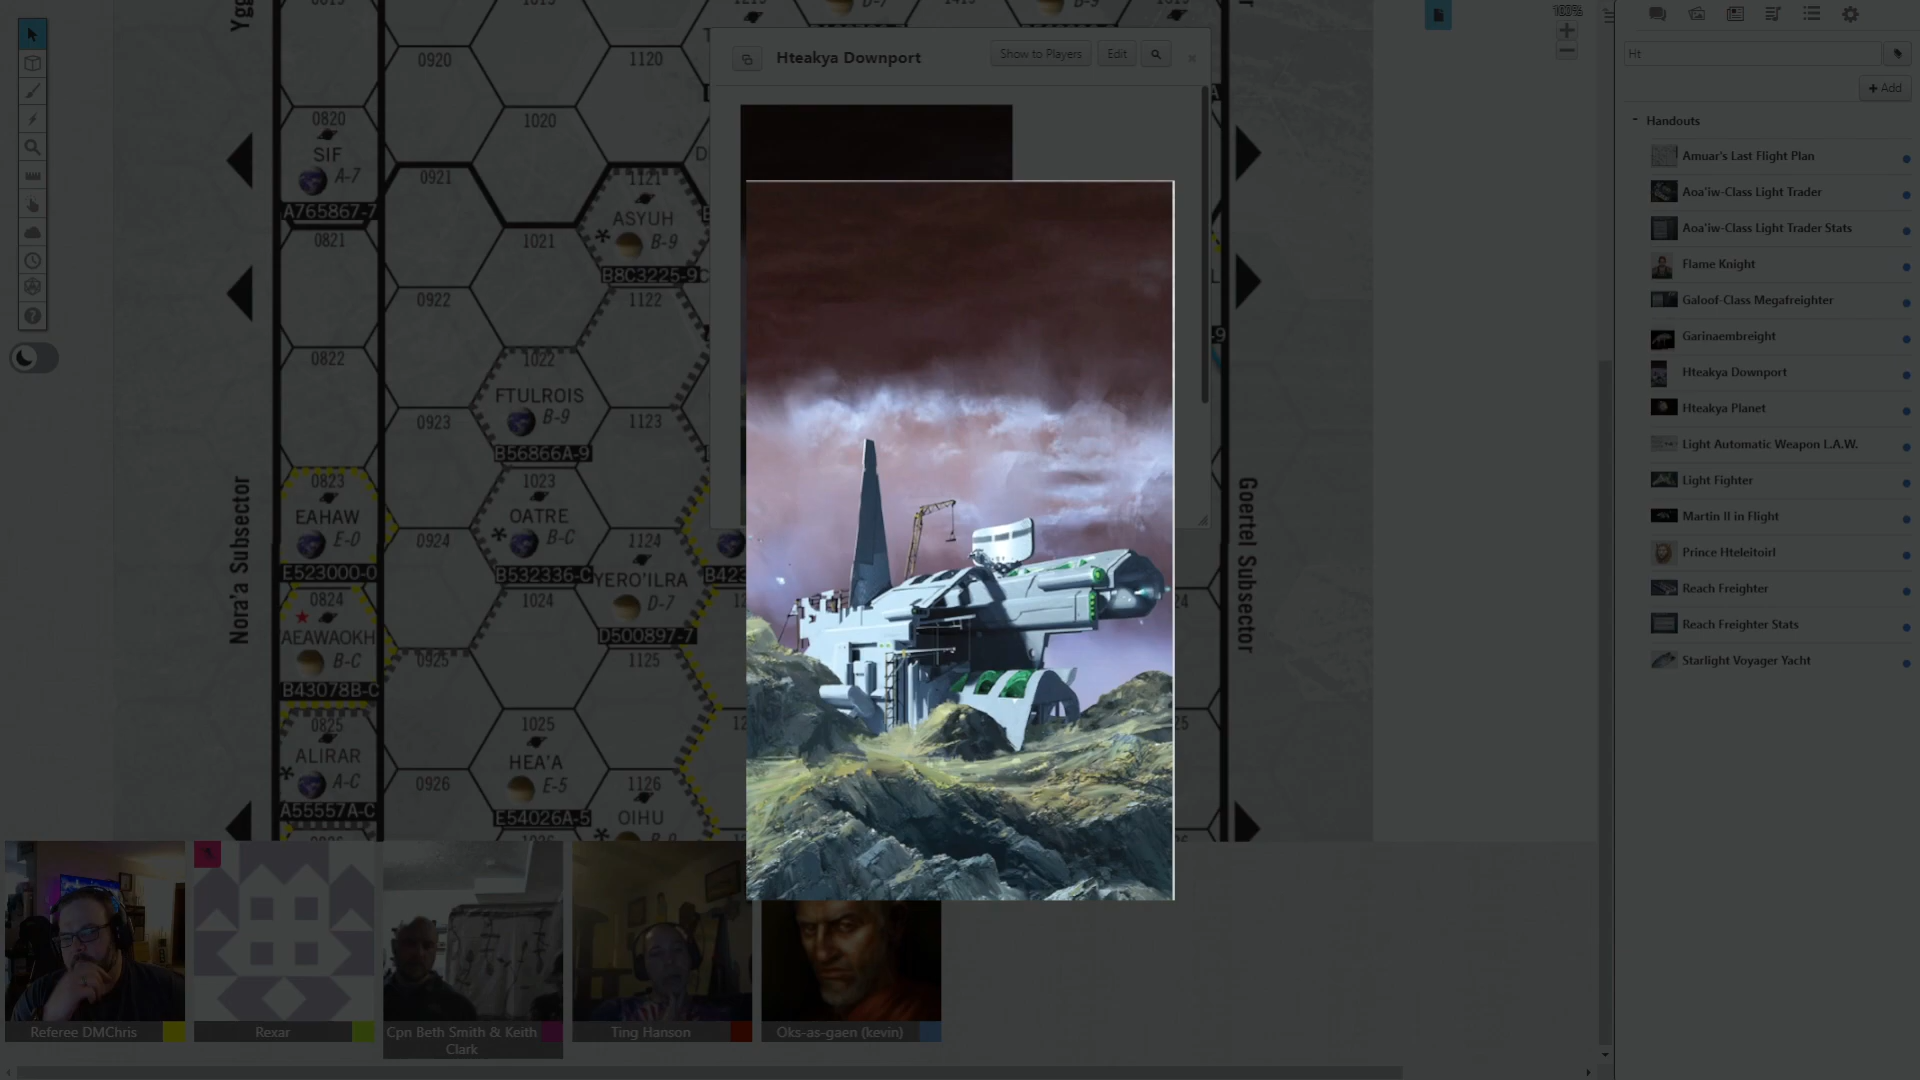 0920
1120
0820
1020
SIF
A-7
A765867-7
0921
1121
ASYUH
B-9
B8C3225-9
0821
1021
0922
1122
0822
1022
FTULROIS
B-9
B56866A-9
0923
1123
0823
EAHAW
E-0
E523000-0
1023
OATRE
B-C
B532336-C
0924
1124
YERO'ILRA
D-7
D500897-7
B423
0824
AEAWAOKH
B-C
B43078B-C
1024
0925
1125
0825
ALIRAR
A-C
A55557A-C
1025
HEA'A
E-5
E54026A-5
0926
1126
OIHU
Nora'a Subsector
Goertel Subsector
Hteakya Downport
Show to Players
Edit
100%
Ht
Add
Handouts
Amuar's Last Flight Plan
Aoa'iw-Class Light Trader
Aoa'iw-Class Light Trader Stats
Flame Knight
Galoof-Class Megafreighter
Garinaembreight
Hteakya Downport
Hteakya Planet
Light Automatic Weapon L.A.W.
Light Fighter
Martin II in Flight
Prince Hteleitoirl
Reach Freighter
Reach Freighter Stats
Starlight Voyager Yacht
Referee DMChris
Rexar
Cpn Beth Smith & Keith
Clark
Ting Hanson
Oks-as-gaen (kevin)